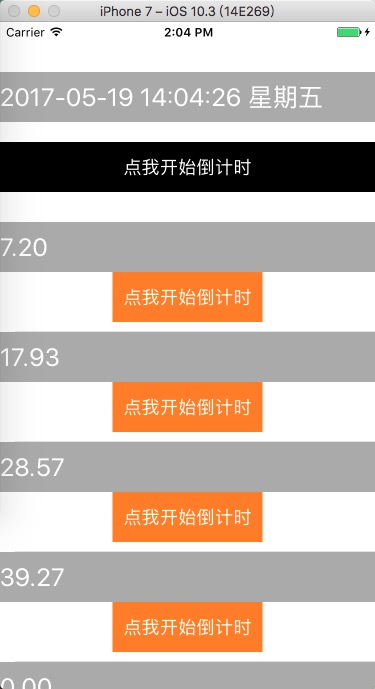 iPhone 7 – iOS 10.3 (14E269)
Carrier 2:04 PM
2017-05-19 14:04:26 星期五
点我开始倒计时
7.20
点我开始倒计时
17.93
点我开始倒计时
28.57
点我开始倒计时
39.27
点我开始倒计时
0.00